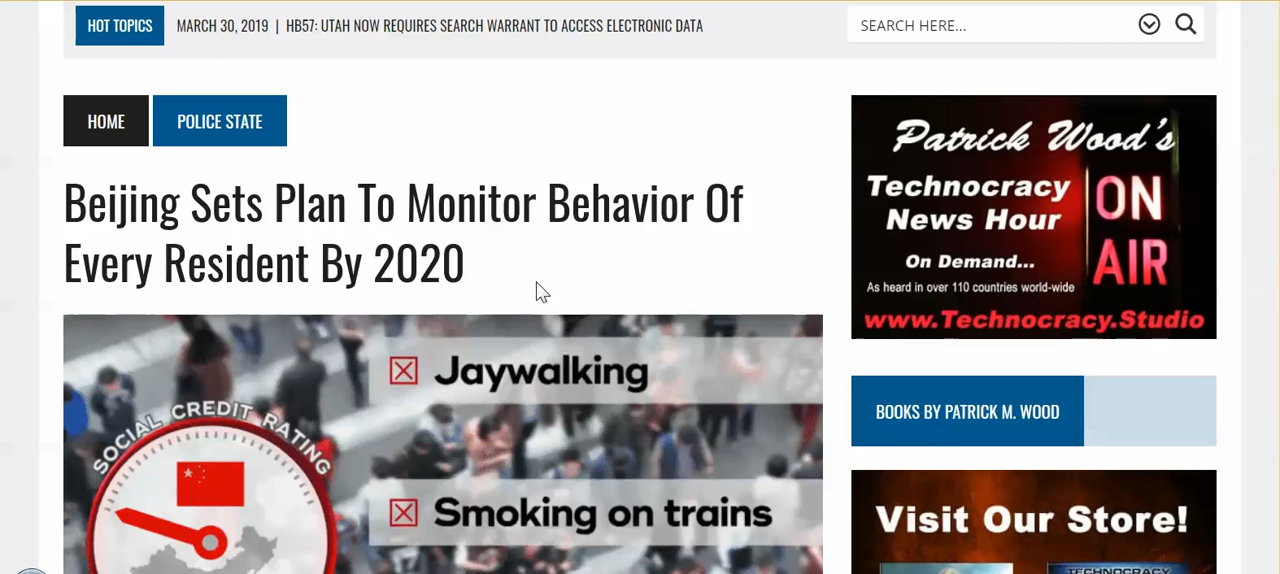 HOT TOPICS
MARCH 30, 2019 | HB57: UTAH NOW REQUIRES SEARCH WARRANT TO ACCESS ELECTRONIC DATA
SEARCH HERE...
HOME
POLICE STATE
Beijing Sets Plan To Monitor Behavior Of
Every Resident By 2020
SOCIAL CREDIT RATING
Jaywalking
Smoking on trains
Patrick Wood's
Technocracy
News Hour
ON
AIR
On Demand...
As heard in over 110 countries world-wide
www.Technocracy.Studio
BOOKS BY PATRICK M. WOOD
Visit Our Store!
TECHNOCRACY